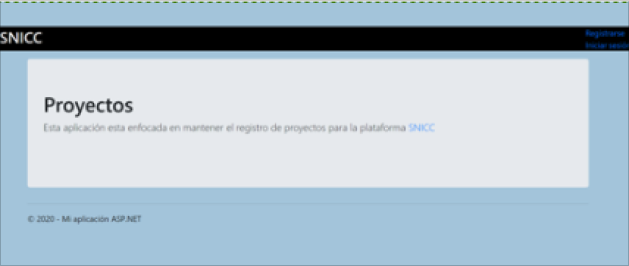 SNICC
Registrarse
Iniciar sesión
Proyectos
Esta aplicación esta enfocada en mantener el registro de proyectos para la plataforma SNICC
© 2020 - Mi aplicación ASP.NET